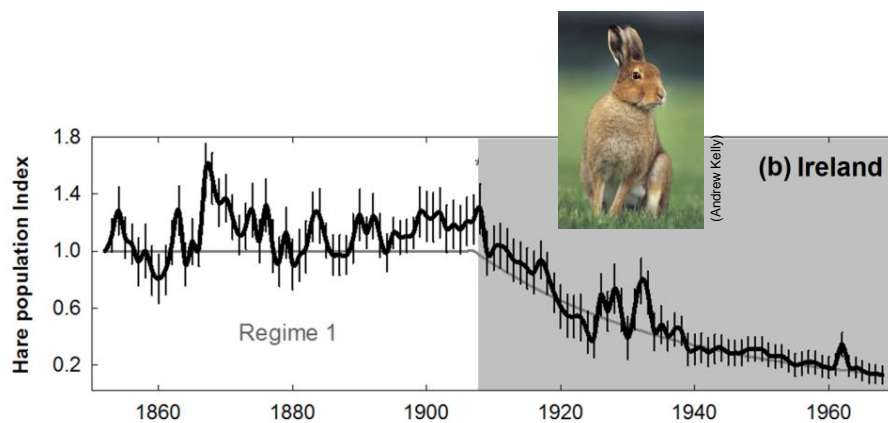 (Andrew Kelly)
(b) Ireland
Hare population Index
1.8
1.4
1.0
0.6
0.2
*
Regime 1
1860 1880 1900 1920 1940 1960